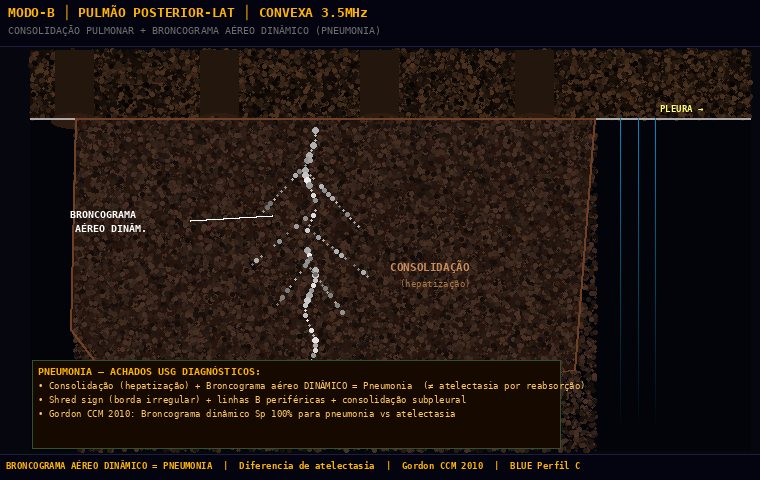 MODO-B │ PULMÃO POSTERIOR-LAT │ CONVEXA 3.5MHz
CONSOLIDAÇÃO PULMONAR + BRONCOGRAMA AÉREO DINÂMICO (PNEUMONIA)
PLEURA →
BRONCOGRAMA
AÉREO DINÂM.
CONSOLIDAÇÃO
(hepatização)
PNEUMONIA — ACHADOS USG DIAGNÓSTICOS:
• Consolidação (hepatização) + Broncograma aéreo DINÂMICO = Pneumonia (≠ atelectasia por reabsorção)
• Shred sign (borda irregular) + linhas B periféricas + consolidação subpleural
• Gordon CCM 2010: Broncograma dinâmico Sp 100% para pneumonia vs atelectasia
BRONCOGRAMA AÉREO DINÂMICO = PNEUMONIA | Diferencia de atelectasia | Gordon CCM 2010 | BLUE Perfil C